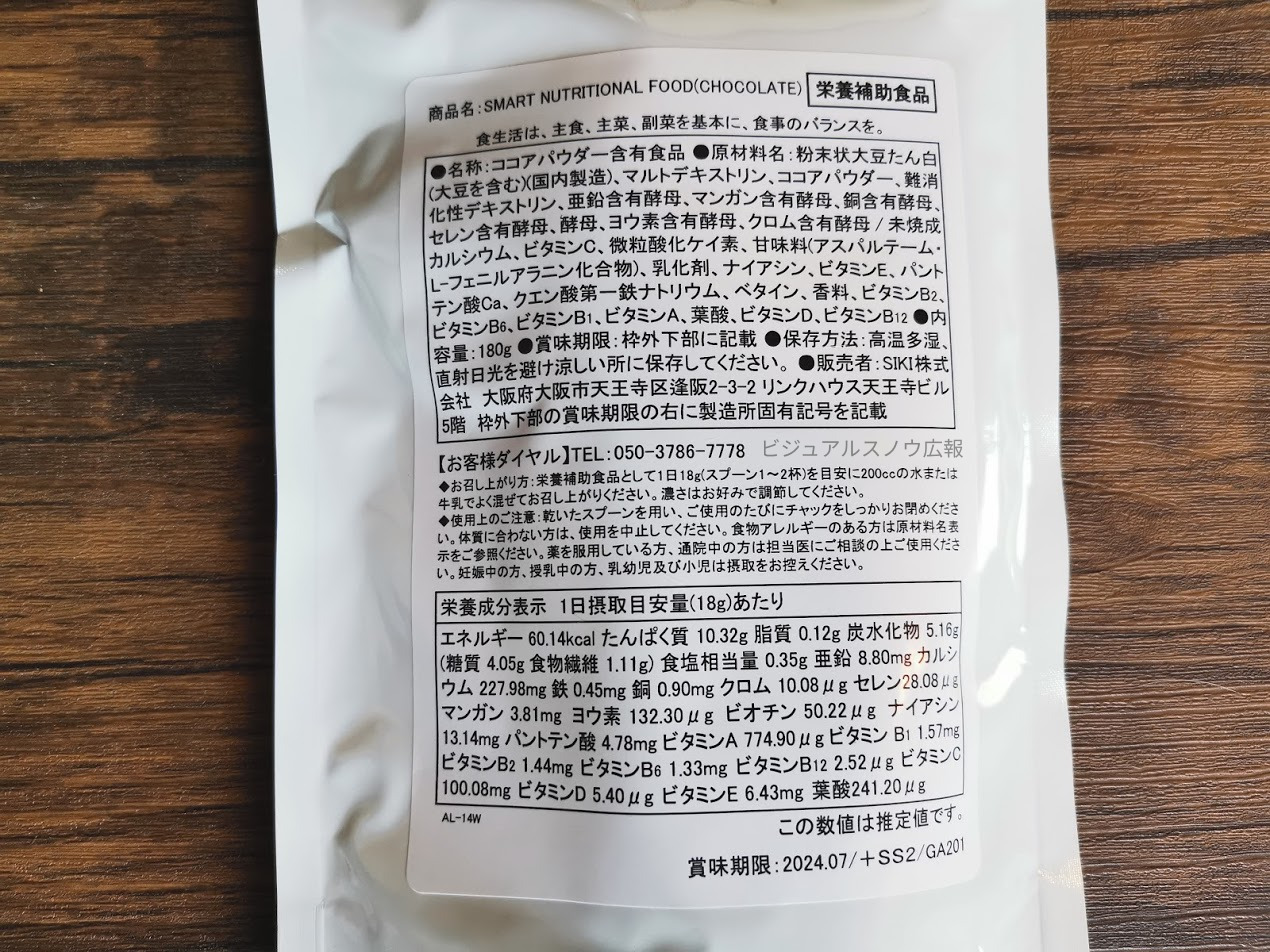 商品名:SMART NUTRITIONAL FOOD(CHOCOLATE) 栄養補助食品
食生活は、主食、主菜、副菜を基本に、食事のバランスを。
●名称:ココアパウダー含有食品 ●原材料名:粉末状大豆たん白
(大豆を含む)(国内製造)、マルトデキストリン、ココアパウダー、難消
化性デキストリン、亜鉛含有酵母、マンガン含有酵母、銅含有酵母、
セレン含有酵母、酵母、ヨウ素含有酵母、クロム含有酵母 / 未焼成
カルシウム、ビタミンC、微粒酸化ケイ素、甘味料(アスパルテーム・
L-フェニルアラニン化合物)、乳化剤、ナイアシン、ビタミンE、パント
テン酸Ca、クエン酸第一鉄ナトリウム、ベタイン、香料、ビタミンB2、
ビタミンB6、ビタミンB1、ビタミンA、葉酸、ビタミンD、ビタミンB12 ●内
容量:180g ●賞味期限:枠外下部に記載 ●保存方法:高温多湿、
直射日光を避け涼しい所に保存してください。 ●販売者:SIKI株式
会社 大阪府大阪市天王寺区逢阪2-3-2 リンクハウス天王寺ビル
5階 枠外下部の賞味期限の右に製造所固有記号を記載
【お客様ダイヤル】TEL:050-3786-7778 ビジュアルスノウ広報
◆お召し上がり方:栄養補助食品として1日18g(スプーン1〜2杯)を目安に200ccの水または
牛乳でよく混ぜてお召し上がりください。濃さはお好みで調節してください。
◆使用上のご注意:乾いたスプーンを用い、ご使用のたびにチャックをしっかりお閉めくださ
い。体質に合わない方は、使用を中止してください。食物アレルギーのある方は原材料名表
示をご参照ください。薬を服用している方、通院中の方は担当医にご相談の上ご使用くださ
い。妊娠中の方、授乳中の方、乳幼児及び小児は摂取をお控えください。
栄養成分表示 1日摂取目安量(18g)あたり
エネルギー 60.14kcal たんぱく質 10.32g 脂質 0.12g 炭水化物 5.16g
(糖質 4.05g 食物繊維 1.11g) 食塩相当量 0.35g 亜鉛 8.80mg カルシ
ウム 227.98mg 鉄 0.45mg 銅 0.90mg クロム 10.08μg セレン28.08μg
マンガン 3.81mg ヨウ素 132.30μg ビオチン 50.22μg ナイアシン
13.14mg パントテン酸 4.78mg ビタミンA 774.90μg ビタミン B1 1.57mg
ビタミンB2 1.44mg ビタミンB6 1.33mg ビタミンB12 2.52μg ビタミンC
100.08mg ビタミンD 5.40μg ビタミンE 6.43mg 葉酸241.20μg
AL-14W
この数値は推定値です。
賞味期限:2024.07/+SS2/GA201